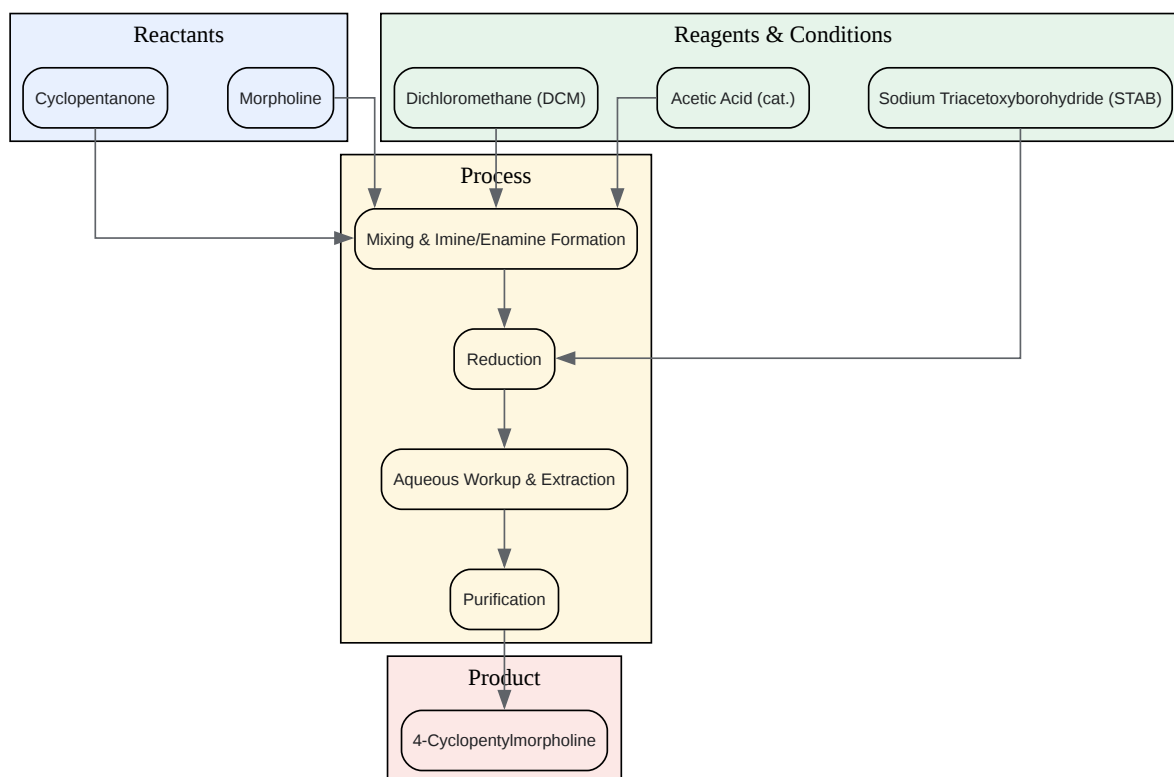 Reactants
Reagents & Conditions
Cyclopentanone
Morpholine
Dichloromethane (DCM)
Acetic Acid (cat.)
Sodium Triacetoxyborohydride (STAB)
Process
Mixing & Imine/Enamine Formation
Reduction
Aqueous Workup & Extraction
Purification
Product
4-Cyclopentylmorpholine